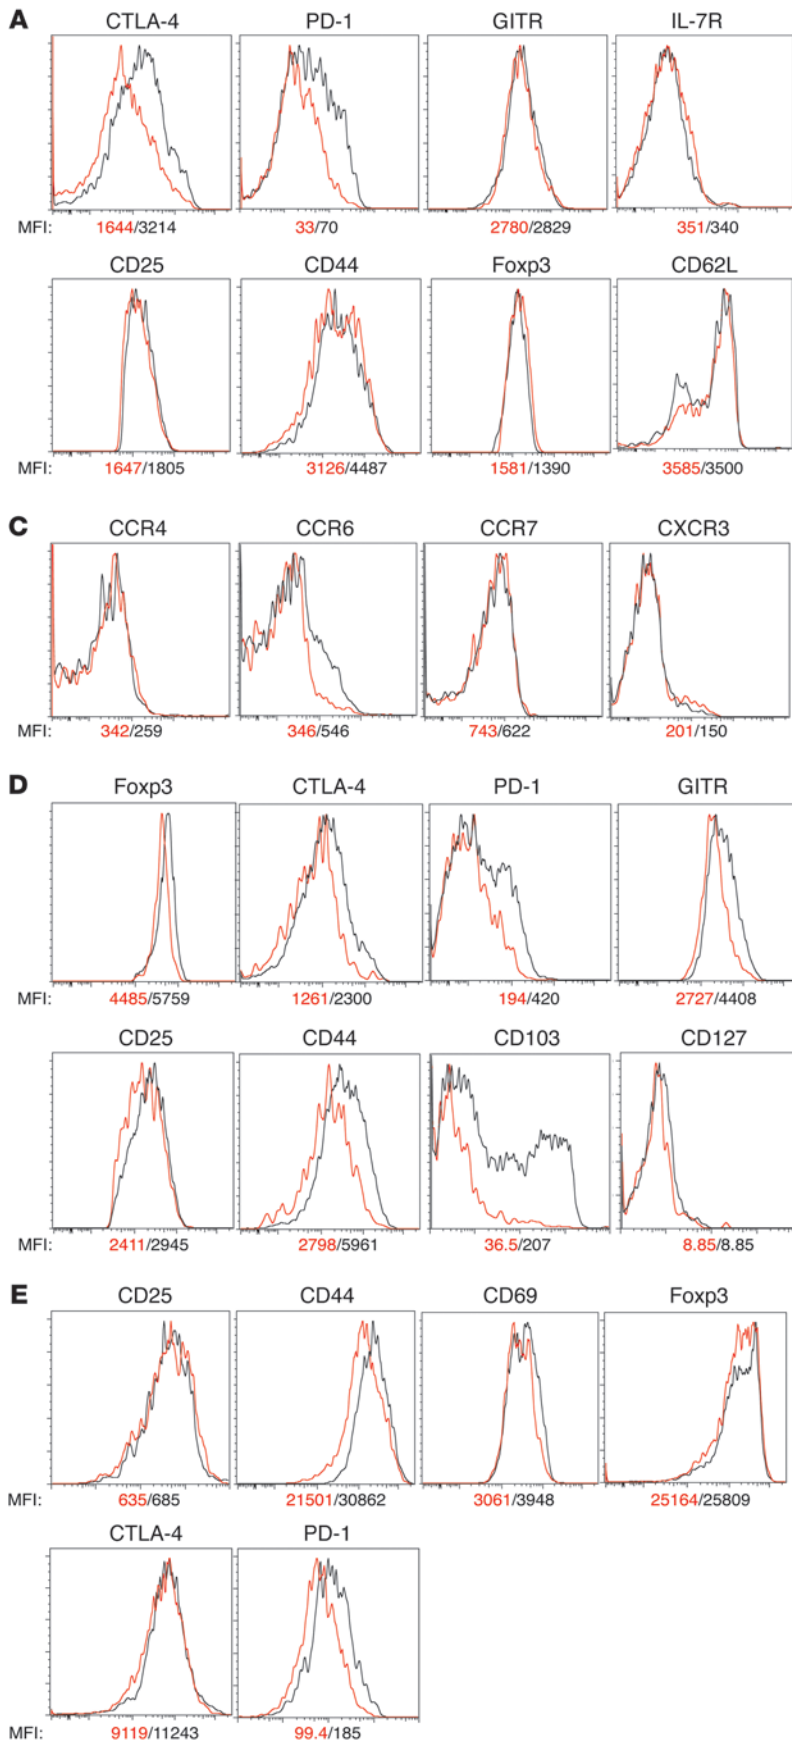 A
CTLA-4 PD-1 GITR IL-7R
MFI: 1644/3214 33/70 2780/2829 351/340
CD25 CD44 Foxp3 CD62L
MFI: 1647/1805 3126/4487 1581/1390 3585/3500
C
CCR4 CCR6 CCR7 CXCR3
MFI: 342/259 346/546 743/622 201/150
D
Foxp3 CTLA-4 PD-1 GITR
MFI: 4485/5759 1261/2300 194/420 2727/4408
CD25 CD44 CD103 CD127
MFI: 2411/2945 2798/5961 36.5/207 8.85/8.85
E
CD25 CD44 CD69 Foxp3
MFI: 635/685 21501/30862 3061/3948 25164/25809
CTLA-4 PD-1
MFI: 9119/11243 99.4/185